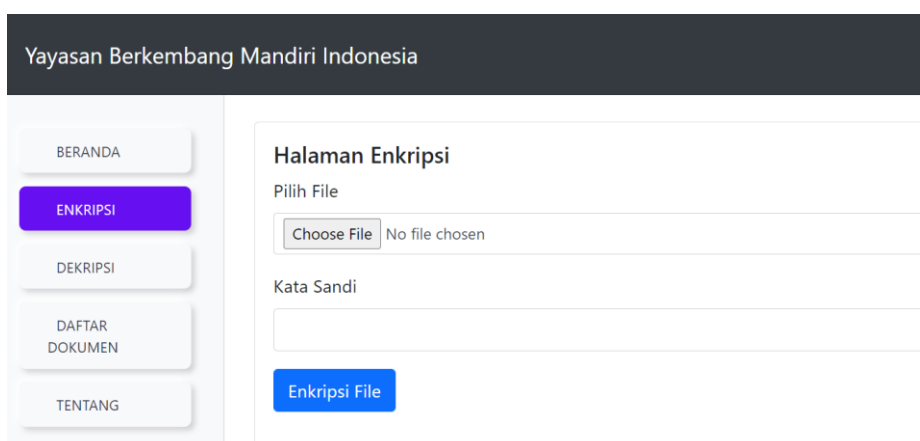 Yayasan Berkembang Mandiri Indonesia
BERANDA
ENKRIPSI
DEKRIPSI
DAFTAR
DOKUMEN
TENTANG
Halaman Enkripsi
Pilih File
Choose File No file chosen
Kata Sandi
Enkripsi File